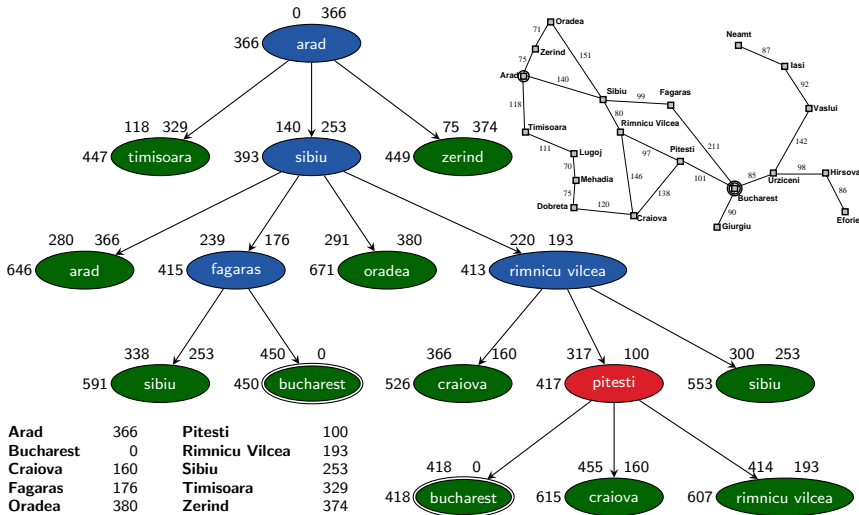 0 366
366 arad
118 329
447 timisoara
140 253
393 sibiu
75 374
449 zerind
280 366
646 arad
239 176
415 fagaras
291 380
671 oradea
220 193
413 rimnicu vilcea
338 253
591 sibiu
450 0
450 bucharest
366 160
526 craiova
317 100
417 pitesti
300 253
553 sibiu
418 0
418 bucharest
455 160
615 craiova
414 193
607 rimnicu vilcea
Arad 366 Pitesti 100
Bucharest 0 Rimnicu Vilcea 193
Craiova 160 Sibiu 253
Fagaras 176 Timisoara 329
Oradea 380 Zerind 374
Oradea
71
Zerind
75
151
Arad
140
118
Sibiu
99
Fagaras
80
Timisoara
Rimnicu Vilcea
111
Lugoj
97
Pitesti
211
70
Mehadia
146
101
75
138
Dobreta
120
Craiova
Neamt
87
Iasi
92
Vaslui
142
85
98
Hirsova
Urziceni
86
Bucharest
90
Giurgiu
Eforie